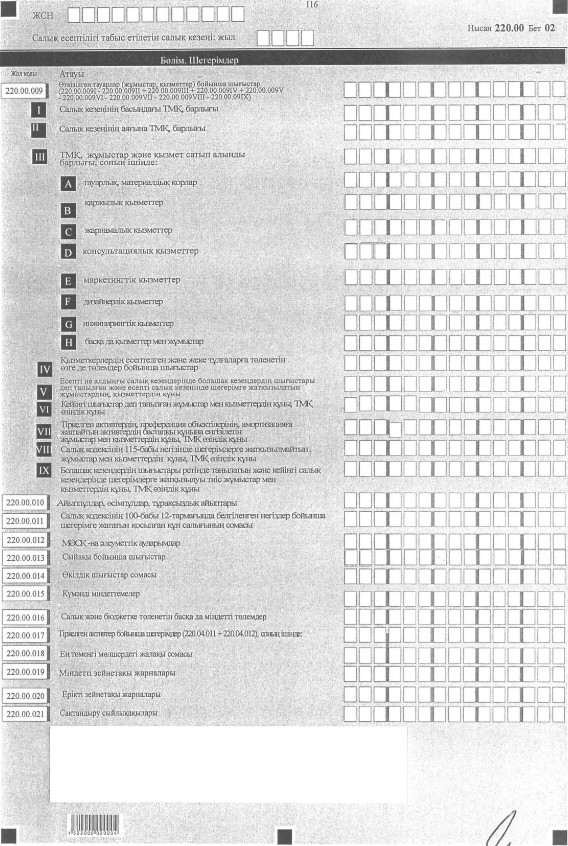 116
ЖСН
Нысан 220.00 Бет 02
Салық есептілігі табыс етілетін салық кезеңі: жыл
Бөлім. Шегерімдер
Жол коды Атауы
220.00.009 Өткізілген тауарлар (жұмыстар, қызметтер) бойынша шығыстар
(220.00.009I - 220.00.009II + 220.00.009III + 220.00.009IV + 220.00.009V
- 220.00.009VI - 220.00.009VII - 220.00.009VIII - 220.00.09IX)
I Салық кезеңінің басындағы ТМҚ, барлығы
II Салық кезеңінің аяғына ТМҚ, барлығы
III ТМҚ, жұмыстар және қызмет сатып алынды
барлығы, соның ішінде:
A тауарлық, материалдық қорлар
B қаржылық қызметтер
C жарнамалық қызметтер
D консультациялық қызметтер
E маркетингтік қызметтер
F дизайнерлік қызметтер
G инжинирингтік қызметтер
H басқа да қызметтер мен жұмыстар
IV Қызметкерлердің есептелген және жеке тұлғаларға төленетін
өзге де төлемдер бойынша шығыстар
V Есепті не алдыңғы салық кезеңдерінде болашақ кезеңдердің шығыстары
деп танылған және есепті салық кезеңінде шегерімге жатқызылатын
жұмыстардың, қызметтердің құны
VI Кейінгі шығыстар деп танылған жұмыстар мен қызметтердің құны, ТМҚ
өзіндік құны
VII Тіркелген активтердің, преференция объектілерінің, амортизацияға
жатпайтын активтердің бастапқы құнына енгізілетін
жұмыстар мен қызметтердің құны, ТМҚ өзіндік құны
VIII Салық кодексінің 115-бабы негізінде шегерімдерге жатқызылмайтын
жұмыстар мен қызметтердің құны, ТМҚ өзіндік құны
IX Болашақ кезеңдердің шығыстары ретінде танылатын және кейінгі салық
кезеңдерінде шегерімдерге жатқызылуы тиіс жұмыстар мен
қызметтердің құны, ТМҚ өзіндік құны
220.00.010 Айыппұлдар, өсімпұлдар, тұрақсыздық айыптары
220.00.011 Салық кодексінің 100-бабы 12-тармағында белгіленген негіздер бойынша
шегерімге жататын қосылған құн салығының сомасы
220.00.012 МӘСҚ -на әлеуметтік аударымдар
220.00.013 Сыйақы бойынша шығыстар
220.00.014 Өкілдік шығыстар сомасы
220.00.015 Күмәнді міндеттемелер
220.00.016 Салық және бюджетке төленетін басқа да міндетті төлемдер
220.00.017 Тіркелген активтер бойынша шегерімдер (220.04.011 + 220.04.012), соның ішінде:
220.00.018 Ең төменгі мөлшердегі жалақы сомасы
220.00.019 Міндетті зейнетақы жарналары
220.00.020 Ерікті зейнетақы жарналары
220.00.021 Сақтандыру сыйлықақылары